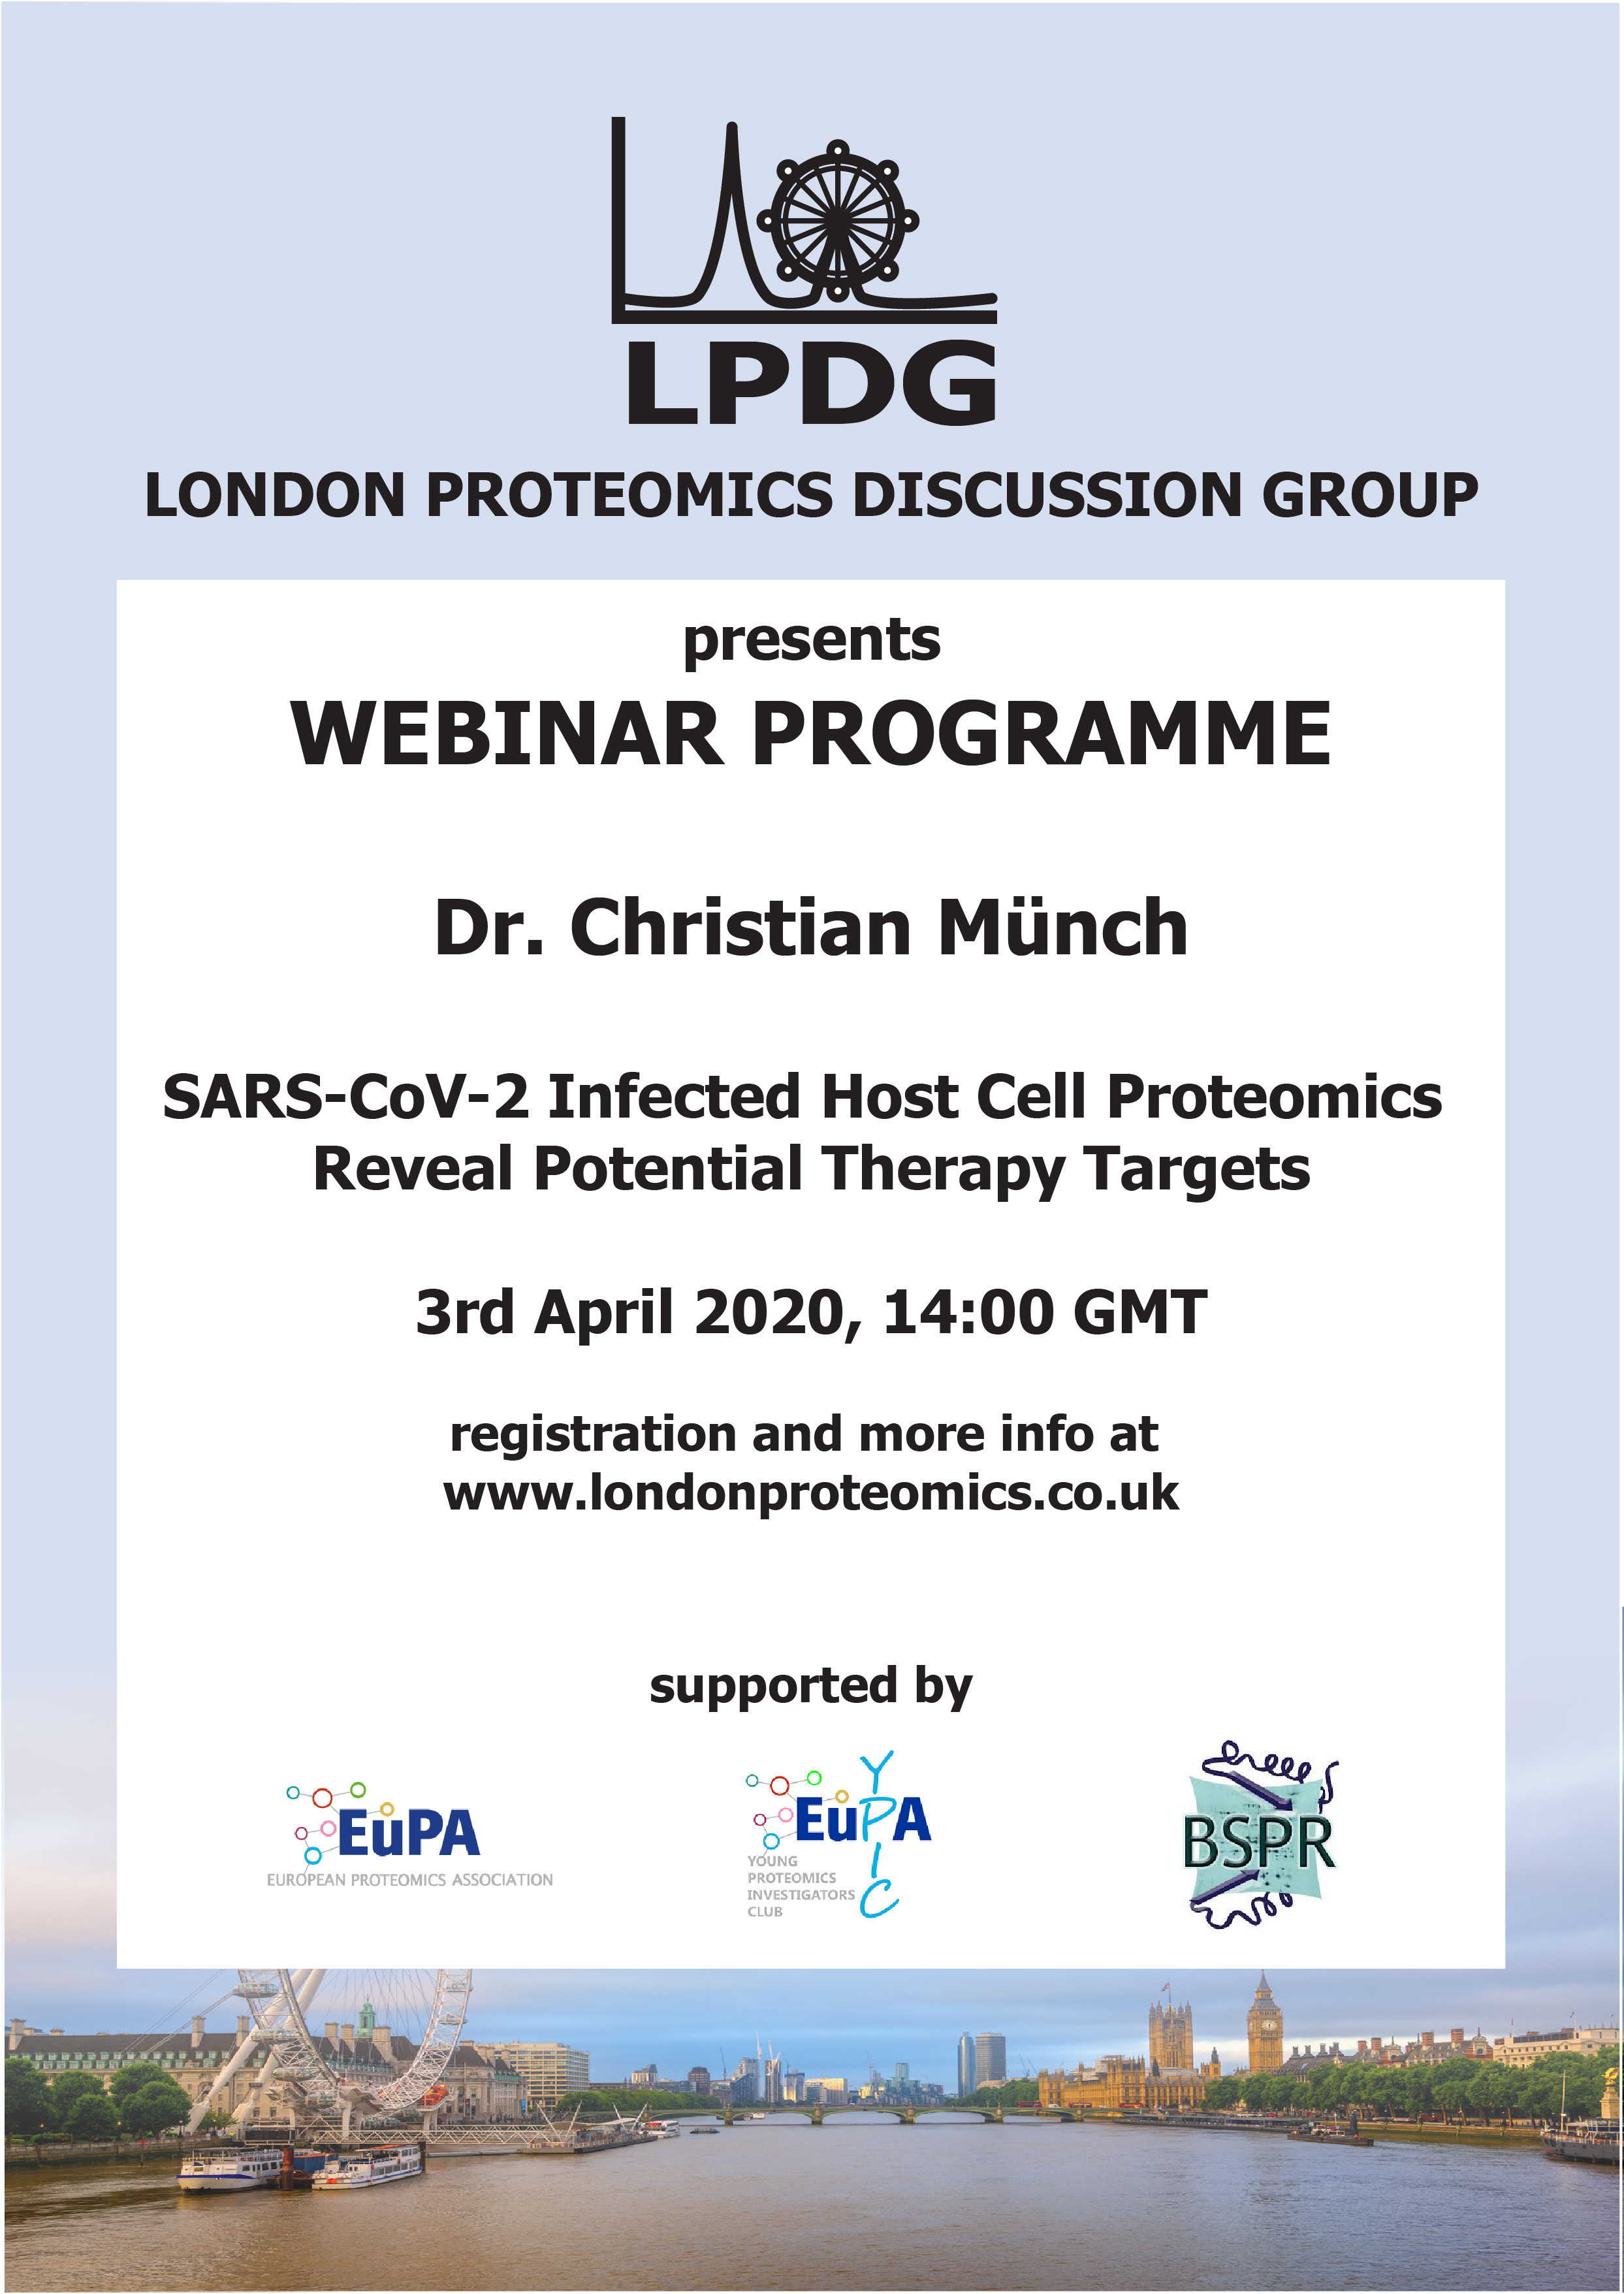 LPDG
LONDON PROTEOMICS DISCUSSION GROUP
presents
WEBINAR PROGRAMME
Dr. Christian Münch
SARS-CoV-2 Infected Host Cell Proteomics
Reveal Potential Therapy Targets
3rd April 2020, 14:00 GMT
registration and more info at
www.londonproteomics.co.uk
supported by
EuPA
EUROPEAN PROTEOMICS ASSOCIATION
EuPA
YPIC
YOUNG
PROTEOMICS
INVESTIGATORS
CLUB
BSPR